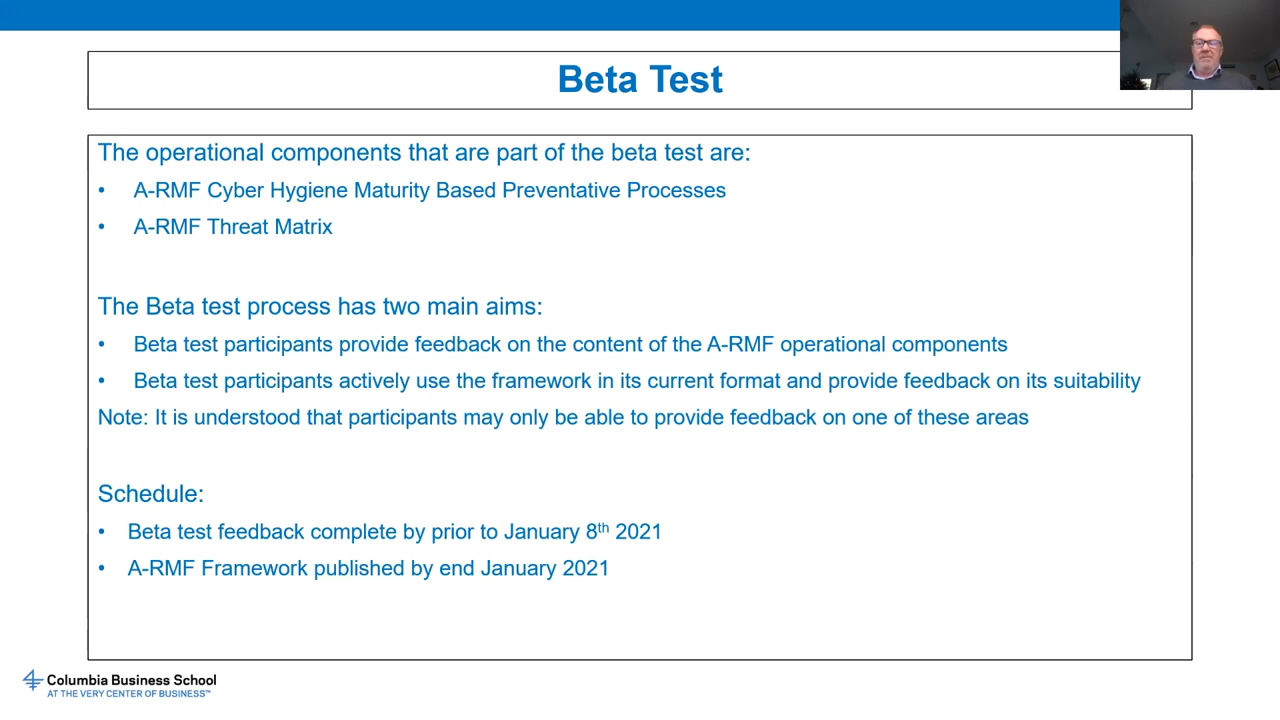 Beta Test
The operational components that are part of the beta test are:
• A-RMF Cyber Hygiene Maturity Based Preventative Processes
• A-RMF Threat Matrix
The Beta test process has two main aims:
• Beta test participants provide feedback on the content of the A-RMF operational components
• Beta test participants actively use the framework in its current format and provide feedback on its suitability
Note: It is understood that participants may only be able to provide feedback on one of these areas
Schedule:
• Beta test feedback complete by prior to January 8th 2021
• A-RMF Framework published by end January 2021
Columbia Business School
AT THE VERY CENTER OF BUSINESS™